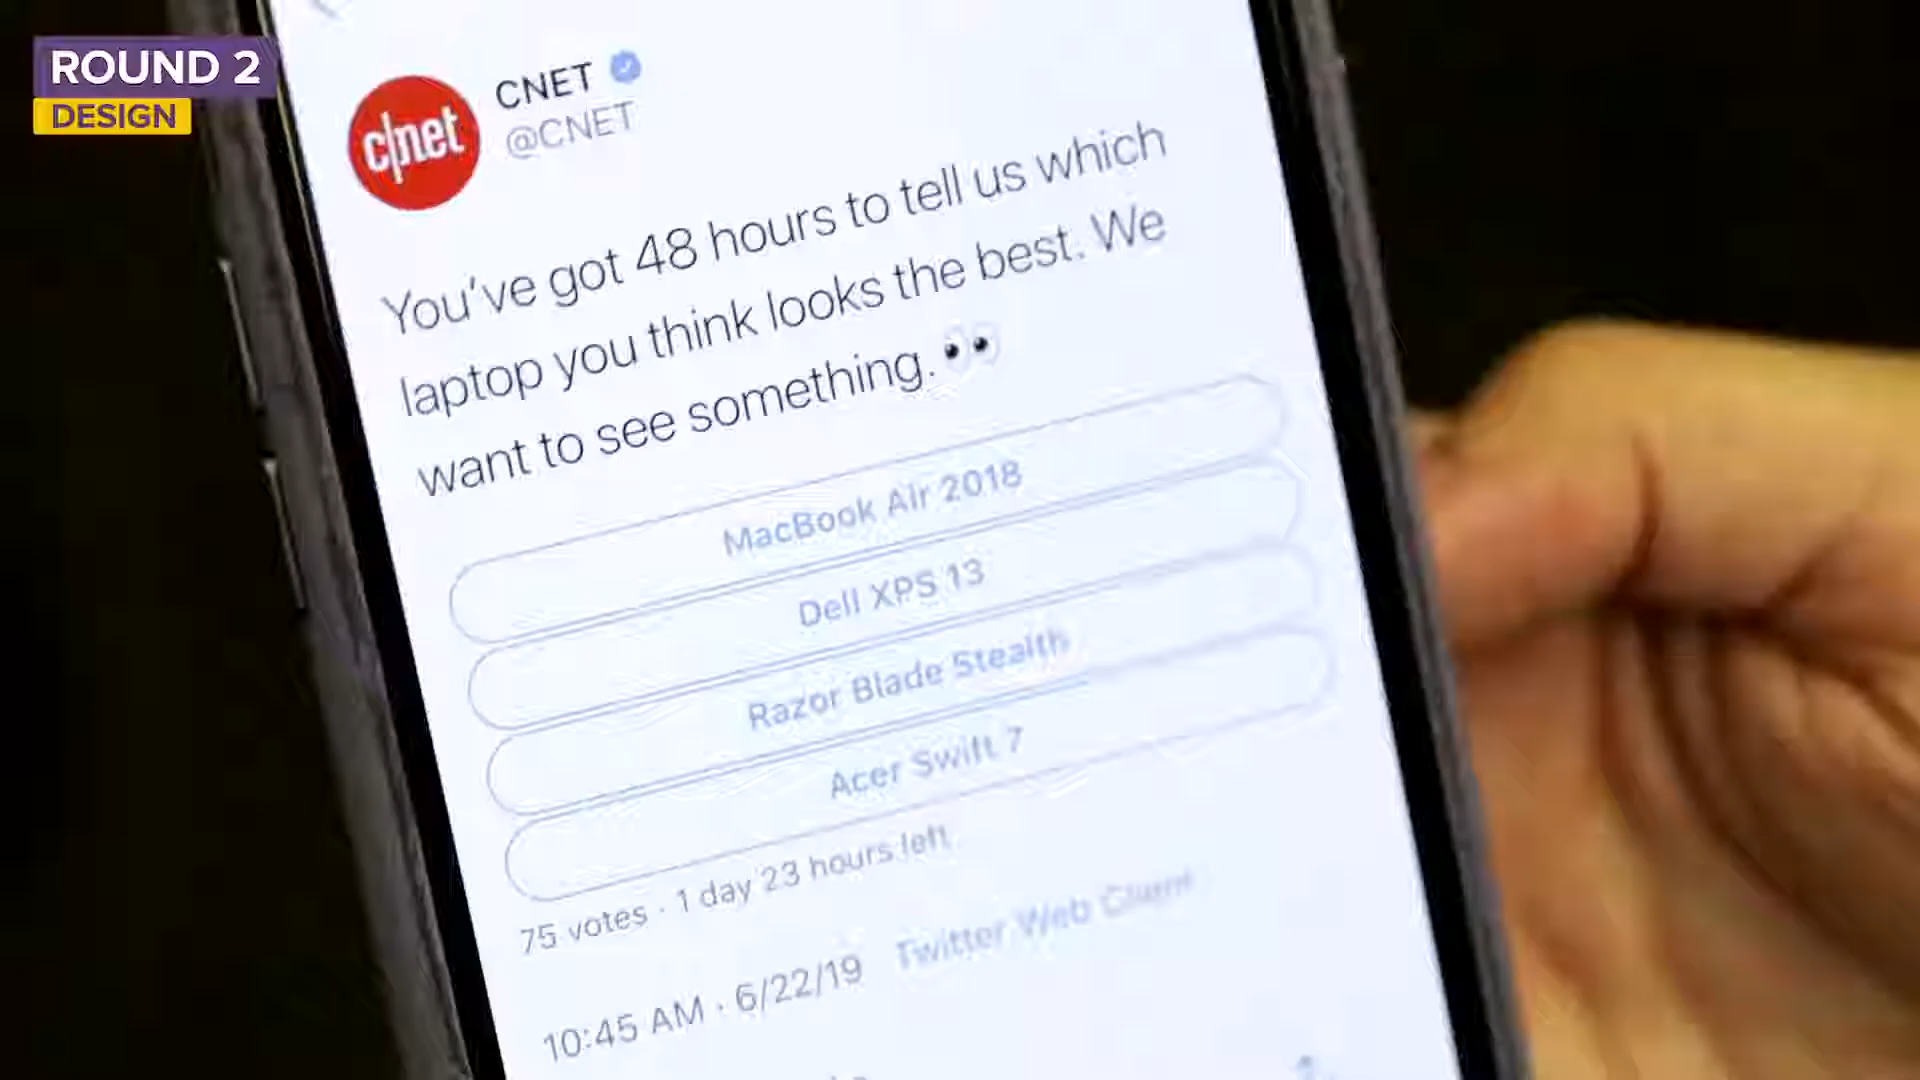 ROUND 2
DESIGN
c|net
CNET
@CNET
You've got 48 hours to tell us which
laptop you think looks the best. We
want to see something. 👀
MacBook Air 2018
Dell XPS 13
Razor Blade Stealth
Acer Swift 7
75 votes · 1 day 23 hours left
10:45 AM · 6/22/19 Twitter Web Client